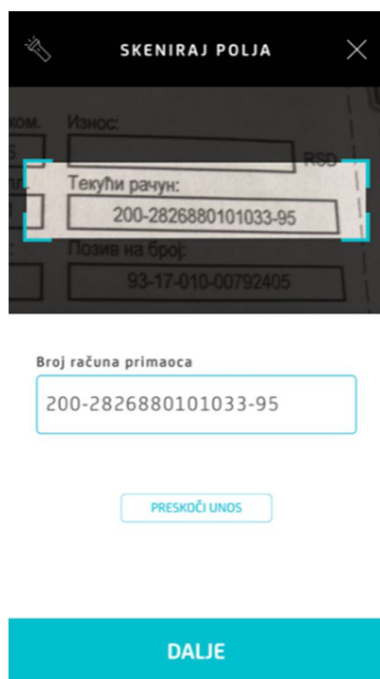 SKENIRAJ POLJA
ком.
Износ:
RSD
Текући рачун:
200-2826880101033-95
Позив на број:
93-17-010-00792405
Broj računa primaoca
200-2826880101033-95
PRESKOČI UNOS
DALJE